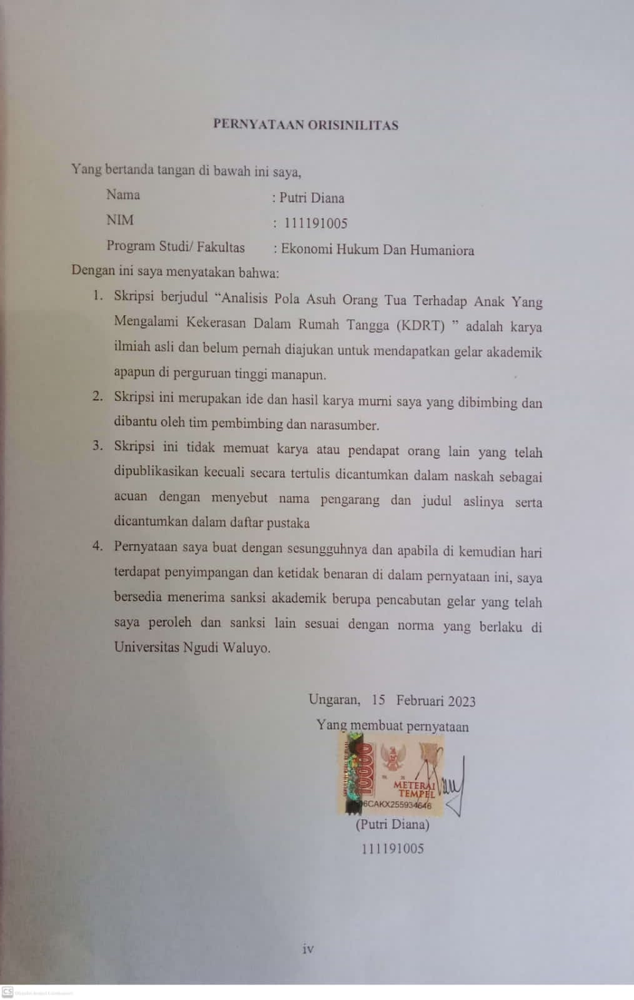 PERNYATAAN ORISINILITAS
Yang bertanda tangan di bawah ini saya,
Nama : Putri Diana
NIM : 111191005
Program Studi/ Fakultas : Ekonomi Hukum Dan Humaniora
Dengan ini saya menyatakan bahwa:
1. Skripsi berjudul “Analisis Pola Asuh Orang Tua Terhadap Anak Yang
Mengalami Kekerasan Dalam Rumah Tangga (KDRT) ” adalah karya
ilmiah asli dan belum pernah diajukan untuk mendapatkan gelar akademik
apapun di perguruan tinggi manapun.
2. Skripsi ini merupakan ide dan hasil karya murni saya yang dibimbing dan
dibantu oleh tim pembimbing dan narasumber.
3. Skripsi ini tidak memuat karya atau pendapat orang lain yang telah
dipublikasikan kecuali secara tertulis dicantumkan dalam naskah sebagai
acuan dengan menyebut nama pengarang dan judul aslinya serta
dicantumkan dalam daftar pustaka
4. Pernyataan saya buat dengan sesungguhnya dan apabila di kemudian hari
terdapat penyimpangan dan ketidak benaran di dalam pernyataan ini, saya
bersedia menerima sanksi akademik berupa pencabutan gelar yang telah
saya peroleh dan sanksi lain sesuai dengan norma yang berlaku di
Universitas Ngudi Waluyo.
Ungaran, 15 Februari 2023
Yang membuat pernyataan
10000
METERAI
TEMPEL
6CAKX255934646
(Putri Diana)
111191005
iv
CS